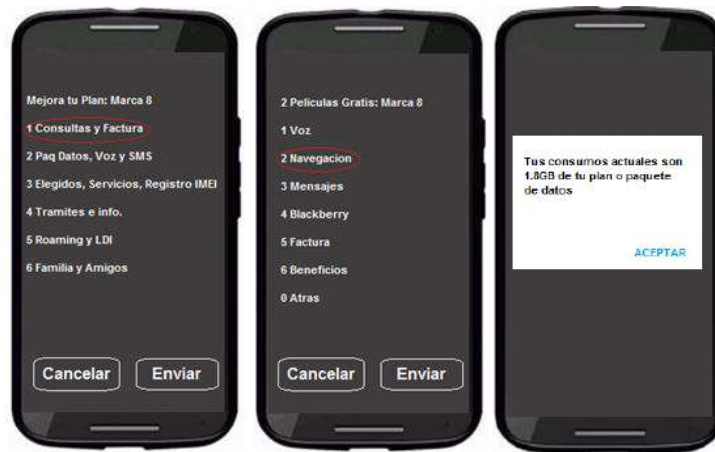 Mejora tu Plan: Marca 8
1 Consultas y Factura
2 Paq Datos, Voz y SMS
3 Elegidos, Servicios, Registro IMEI
4 Tramites e info.
5 Roaming y LDI
6 Familia y Amigos
Cancelar
Enviar
2 Peliculas Gratis: Marca 8
1 Voz
2 Navegacion
3 Mensajes
4 Blackberry
5 Factura
6 Beneficios
0 Atras
Cancelar
Enviar
Tus consumos actuales son
1.8GB de tu plan o paquete
de datos
ACEPTAR